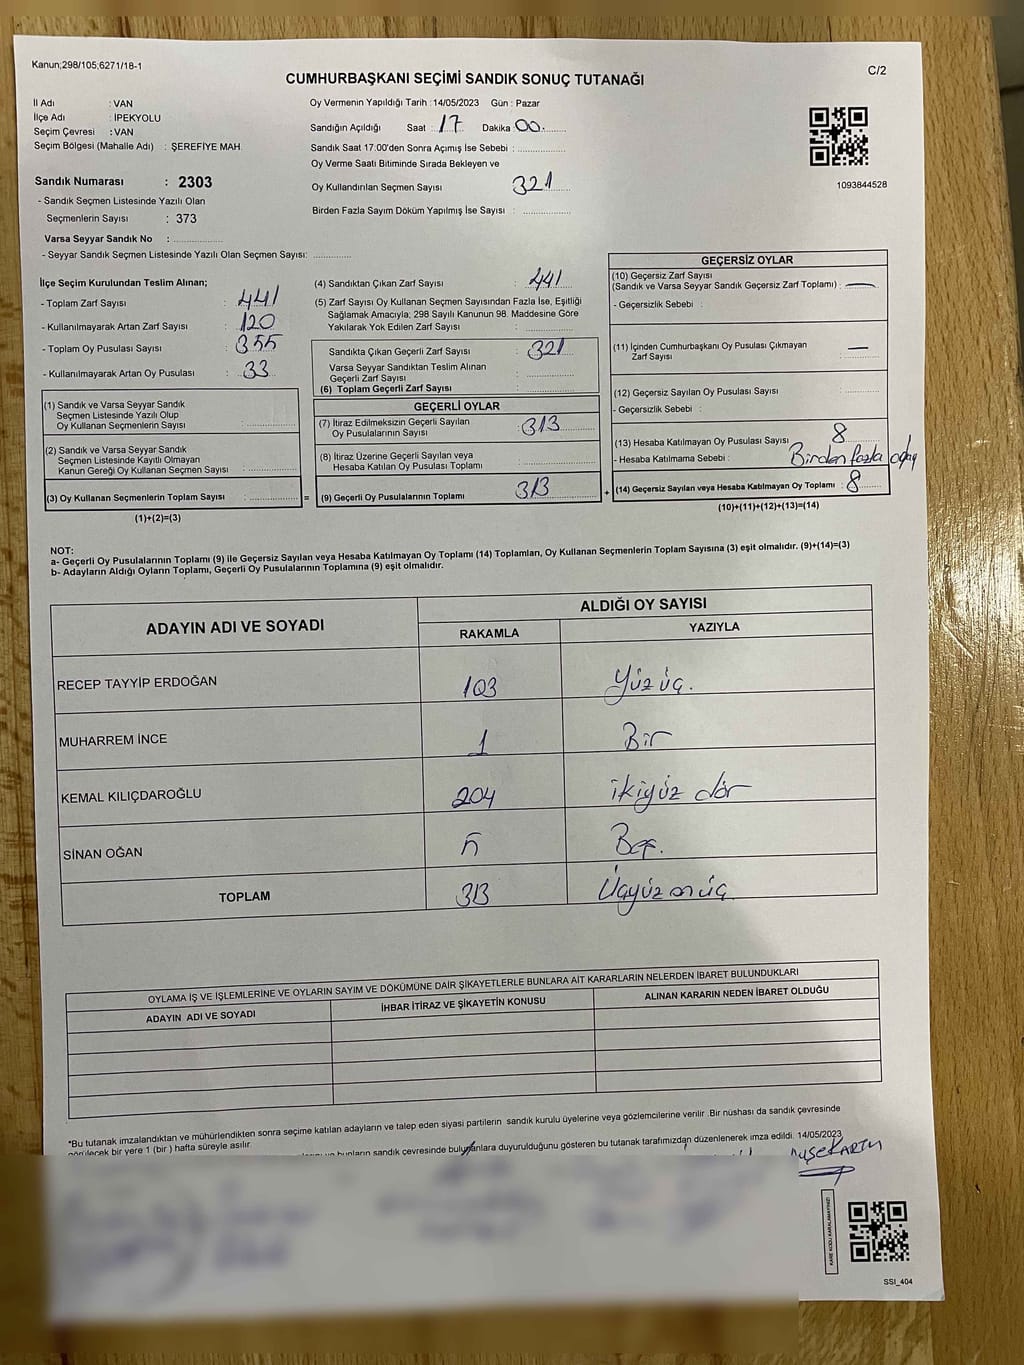 Kanun;298/105;6271/18-1
C/2
CUMHURBAŞKANI SEÇİMİ SANDIK SONUÇ TUTANAĞI
İl Adı : VAN
İlçe Adı : İPEKYOLU
Seçim Çevresi : VAN
Seçim Bölgesi (Mahalle Adı) : ŞEREFİYE MAH.
Sandık Numarası : 2303
- Sandık Seçmen Listesinde Yazılı Olan
Seçmenlerin Sayısı : 373
Varsa Seyyar Sandık No :
- Seyyar Sandık Seçmen Listesinde Yazılı Olan Seçmen Sayısı:
Oy Vermenin Yapıldığı Tarih : 14/05/2023 Gün : Pazar
Sandığın Açıldığı Saat : 17 Dakika : 00
Sandık Saat 17:00'den Sonra Açımış İse Sebebi :
Oy Verme Saati Bitiminde Sırada Bekleyen ve
Oy Kullandırılan Seçmen Sayısı 321
Birden Fazla Sayım Döküm Yapılmış İse Sayısı :
1093844528
İlçe Seçim Kurulundan Teslim Alınan;
- Toplam Zarf Sayısı : 441
- Kullanılmayarak Artan Zarf Sayısı : 120
- Toplam Oy Pusulası Sayısı : 355
- Kullanılmayarak Artan Oy Pusulası : 33
(1) Sandık ve Varsa Seyyar Sandık
Seçmen Listesinde Yazılı Olup
Oy Kullanan Seçmenlerin Sayısı :
(2) Sandık ve Varsa Seyyar Sandık
Seçmen Listesinde Kayıtlı Olmayan
Kanun Gereği Oy Kullanan Seçmen Sayısı :
(3) Oy Kullanan Seçmenlerin Toplam Sayısı : =
(1)+(2)=(3)
(4) Sandıktan Çıkan Zarf Sayısı : 441
(5) Zarf Sayısı Oy Kullanan Seçmen Sayısından Fazla İse, Eşitliği
Sağlamak Amacıyla; 298 Sayılı Kanunun 98. Maddesine Göre
Yakılarak Yok Edilen Zarf Sayısı :
Sandıkta Çıkan Geçerli Zarf Sayısı : 321
Varsa Seyyar Sandıktan Teslim Alınan
Geçerli Zarf Sayısı :
(6) Toplam Geçerli Zarf Sayısı :
GEÇERLİ OYLAR
(7) İtiraz Edilmeksizin Geçerli Sayılan
Oy Pusulalarının Sayısı : 313
(8) İtiraz Üzerine Geçerli Sayılan veya
Hesaba Katılan Oy Pusulası Toplamı :
(9) Geçerli Oy Pusulalarının Toplamı : 313 +
GEÇERSİZ OYLAR
(10) Geçersiz Zarf Sayısı
(Sandık ve Varsa Seyyar Sandık Geçersiz Zarf Toplamı) : —
- Geçersizlik Sebebi :
(11) İçinden Cumhurbaşkanı Oy Pusulası Çıkmayan
Zarf Sayısı : —
(12) Geçersiz Sayılan Oy Pusulası Sayısı :
- Geçersizlik Sebebi :
(13) Hesaba Katılmayan Oy Pusulası Sayısı : 8
- Hesaba Katılmama Sebebi : Birden fazla
(14) Geçersiz Sayılan veya Hesaba Katılmayan Oy Toplamı : 8
(10)+(11)+(12)+(13)=(14)
NOT:
a- Geçerli Oy Pusulalarının Toplamı (9) ile Geçersiz Sayılan veya Hesaba Katılmayan Oy Toplamı (14) Toplamları, Oy Kullanan Seçmenlerin Toplam Sayısına (3) eşit olmalıdır. (9)+(14)=(3)
b- Adayların Aldığı Oyların Toplamı, Geçerli Oy Pusulalarının Toplamına (9) eşit olmalıdır.
ADAYIN ADI VE SOYADI
ALDIĞI OY SAYISI
RAKAMLA YAZIYLA
RECEP TAYYİP ERDOĞAN 103 Yüzüç.
MUHARREM İNCE 1 Bir
KEMAL KILIÇDAROĞLU 204 ikiyüz dör
SİNAN OĞAN 5 Beş.
TOPLAM 313 Üçyüz onüç
OYLAMA İŞ VE İŞLEMLERİNE VE OYLARIN SAYIM VE DÖKÜMÜNE DAİR ŞİKAYETLERLE BUNLARA AİT KARARLARIN NELERDEN İBARET BULUNDUKLARI
ADAYIN ADI VE SOYADI İHBAR İTİRAZ VE ŞİKAYETİN KONUSU ALINAN KARARIN NEDEN İBARET OLDUĞU
*Bu tutanak imzalandıktan ve mühürlendikten sonra seçime katılan adayların ve talep eden siyasi partilerin sandık kurulu üyelerine veya gözlemcilerine verilir .Bir nüshası da sandık çevresinde
görülecek bir yere 1 (bir ) hafta süreyle asılır.
bunların sandık çevresinde bulunanlara duyurulduğunu gösteren bu tutanak tarafımızdan düzenlenerek imza edildi. 14/05/2023
KARE KODU KARALAMAYINIZ!
SSI_404